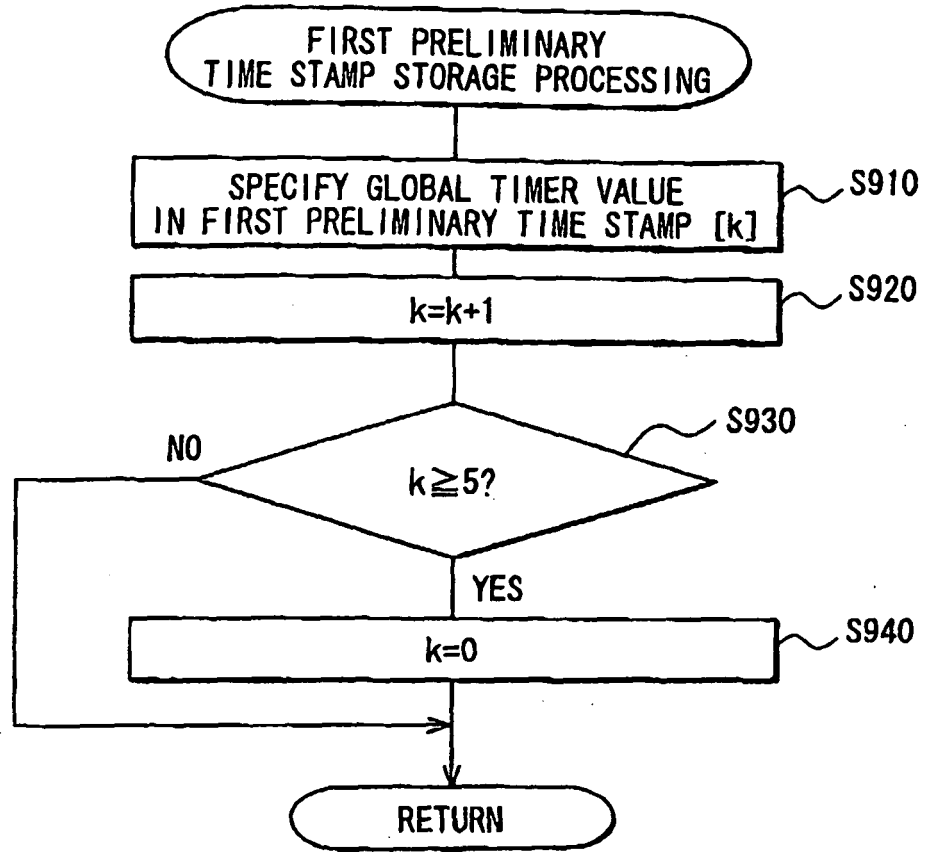 FIRST PRELIMINARY
TIME STAMP STORAGE PROCESSING
SPECIFY GLOBAL TIMER VALUE
IN FIRST PRELIMINARY TIME STAMP [k]
S910
k=k+1
S920
k≧5?
S930
NO
YES
k=0
S940
RETURN